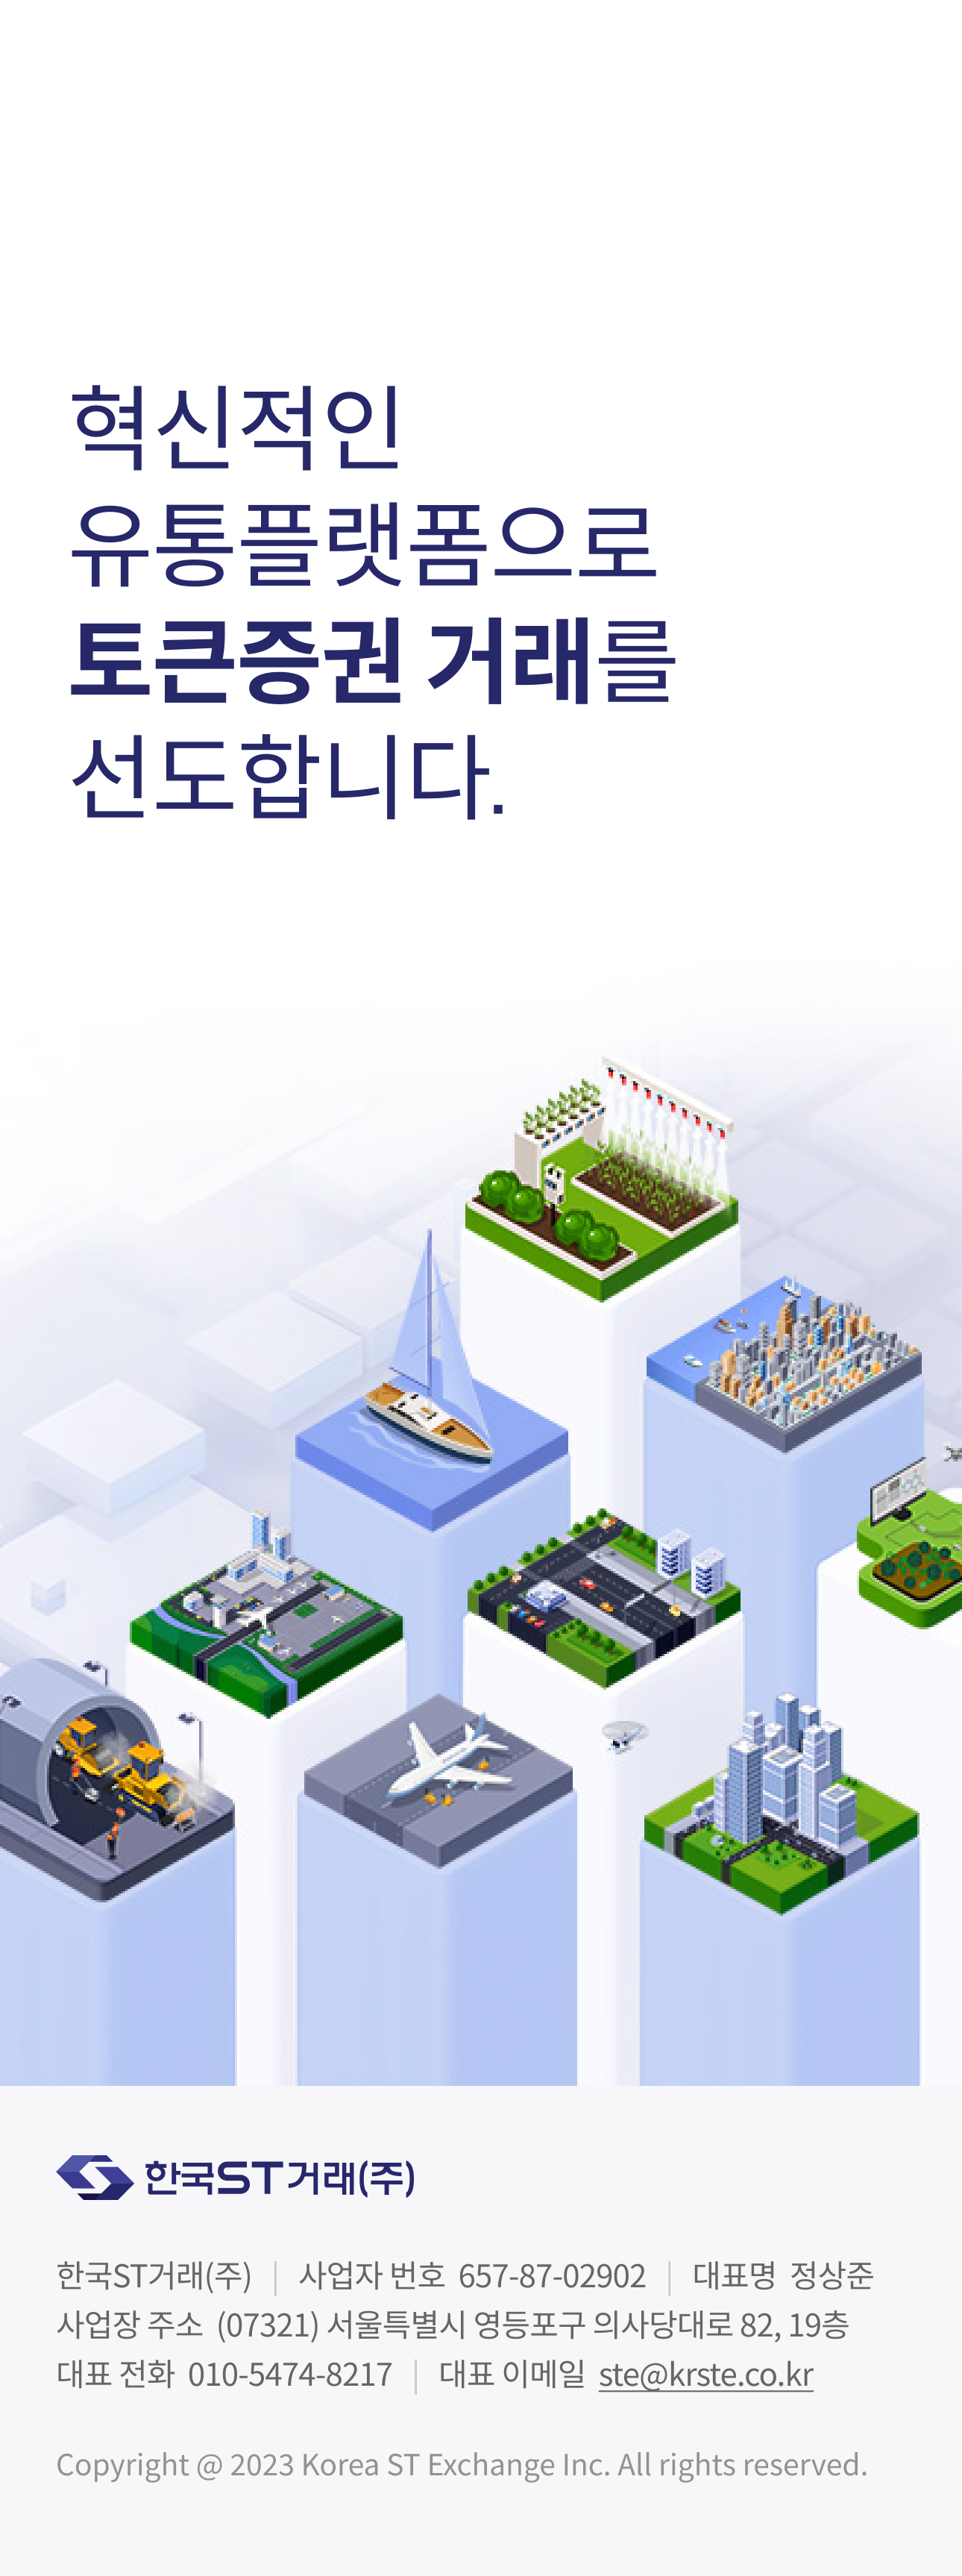 혁신적인
유통플랫폼으로
토큰증권 거래를
선도합니다.
한국ST거래(주)
한국ST거래(주) | 사업자 번호 657-87-02902 | 대표명 정상준
사업장 주소 (07321) 서울특별시 영등포구 의사당대로 82, 19층
대표 전화 010-5474-8217 | 대표 이메일 ste@krste.co.kr
Copyright @ 2023 Korea ST Exchange Inc. All rights reserved.